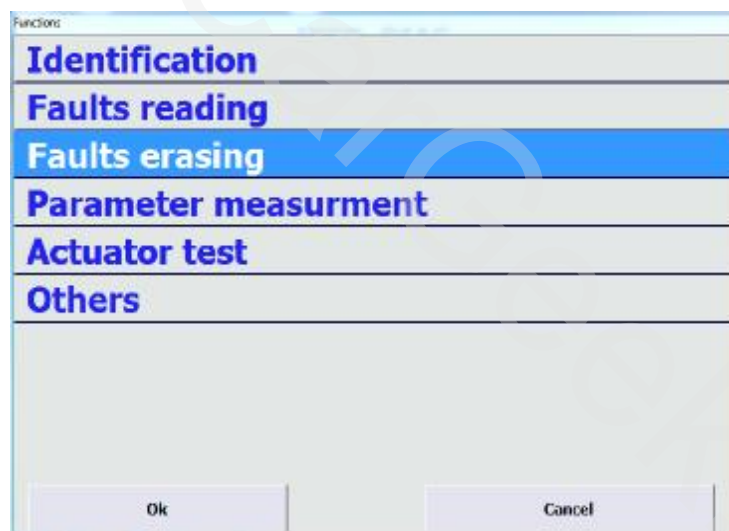 Functions
Identification
Faults reading
Faults erasing
Parameter measurment
Actuator test
Others
Ok
Cancel